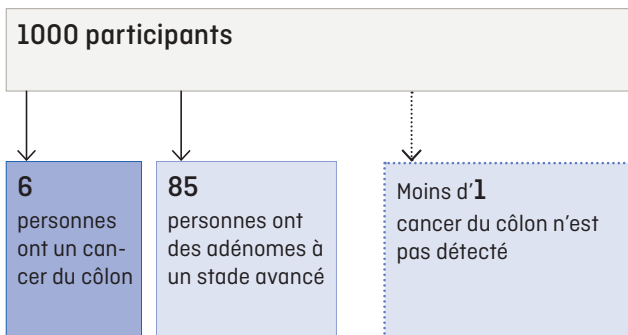 1000 participants
6
personnes
ont un can-
cer du côlon
85
personnes ont
des adénomes à
un stade avancé
Moins d’1
cancer du côlon n’est
pas détecté